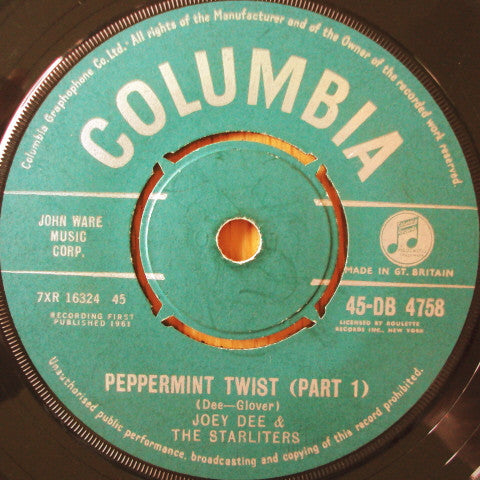 Columbia Graphophone Co. Ltd. · All rights of the Manufacturer and of the Owner of the recorded work reserved.
COLUMBIA
JOHN WARE
MUSIC
CORP.
MADE IN GT. BRITAIN
7XR 16324 45
45-DB 4758
RECORDING FIRST
PUBLISHED 1961
LICENSED BY ROULETTE
RECORDS INC., NEW YORK
PEPPERMINT TWIST (PART 1)
(Dee—Glover)
JOEY DEE &
THE STARLITERS
Unauthorised public performance, broadcasting and copying of this record prohibited.